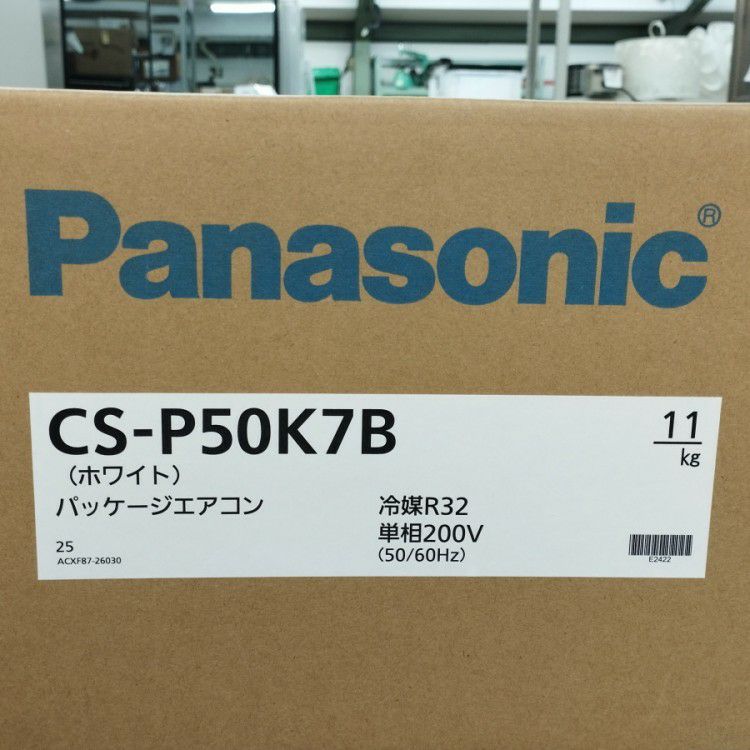 Panasonic®
CS-P50K7B
(ホワイト)
パッケージエアコン
25
ACXF87-26030
冷媒R32
単相200V
(50/60Hz)
11
kg
E2422